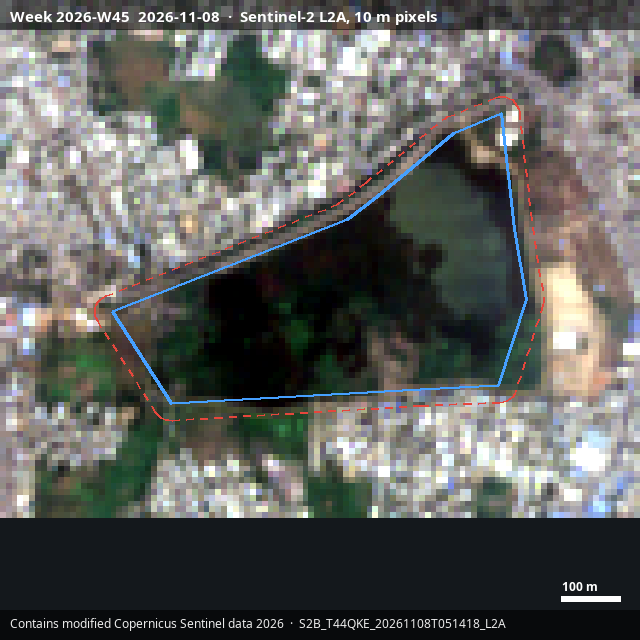 Week 2026-W45 2026-11-08 · Sentinel-2 L2A, 10 m pixels
100 m
Contains modified Copernicus Sentinel data 2026 · S2B_T44QKE_20261108T051418_L2A